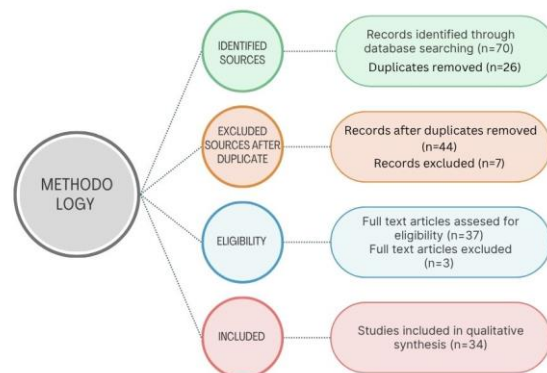 METHODO
LOGY
IDENTIFIED
SOURCES
Records identified through
database searching (n=70)
Duplicates removed (n=26)
EXCLUDED
SOURCES AFTER
DUPLICATE
Records after duplicates removed
(n=44)
Records excluded (n=7)
ELIGIBILITY
Full text articles assesed for
eligibility (n=37)
Full text articles excluded
(n=3)
INCLUDED
Studies included in qualitative
synthesis (n=34)